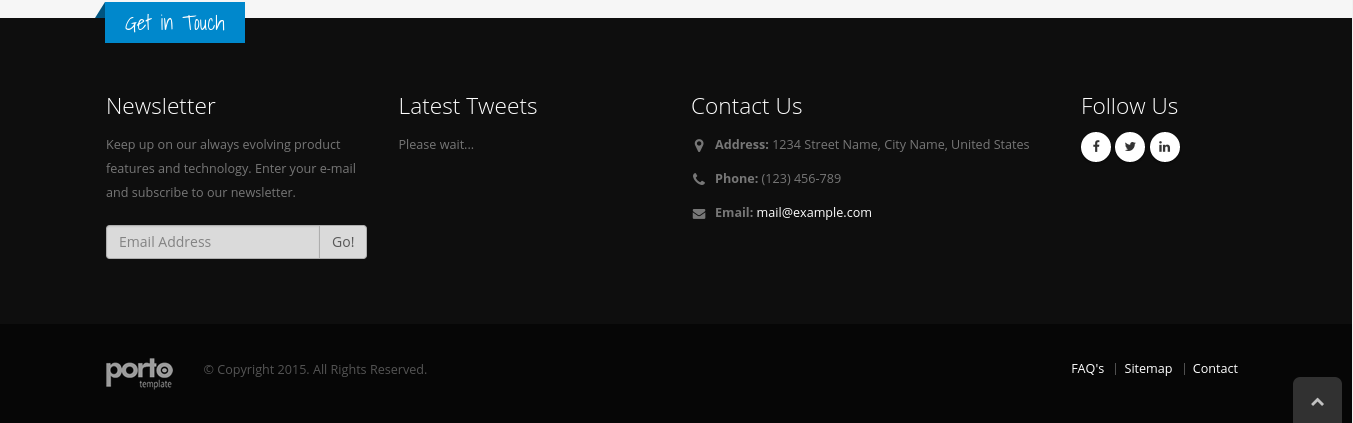 Get in Touch
Newsletter
Keep up on our always evolving product
features and technology. Enter your e-mail
and subscribe to our newsletter.
Email Address
Go!
Latest Tweets
Please wait...
Contact Us
Address: 1234 Street Name, City Name, United States
Phone: (123) 456-789
Email: mail@example.com
Follow Us
porto
template
© Copyright 2015. All Rights Reserved.
FAQ's | Sitemap | Contact